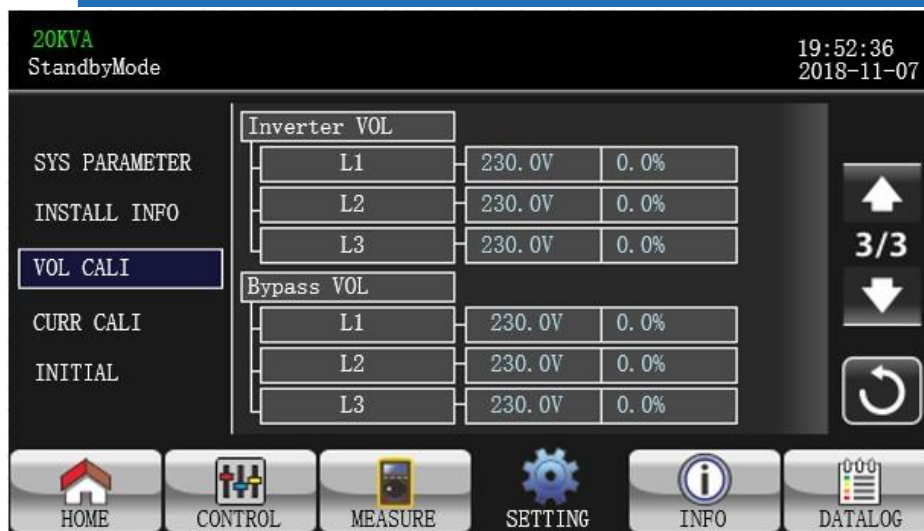 20KVA
StandbyMode
19:52:36
2018-11-07
SYS PARAMETER
INSTALL INFO
VOL CALI
CURR CALI
INITIAL
Inverter VOL
L1 230.0V 0.0%
L2 230.0V 0.0%
L3 230.0V 0.0%
Bypass VOL
L1 230.0V 0.0%
L2 230.0V 0.0%
L3 230.0V 0.0%
3/3
HOME CONTROL MEASURE SETTING INFO DATALOG